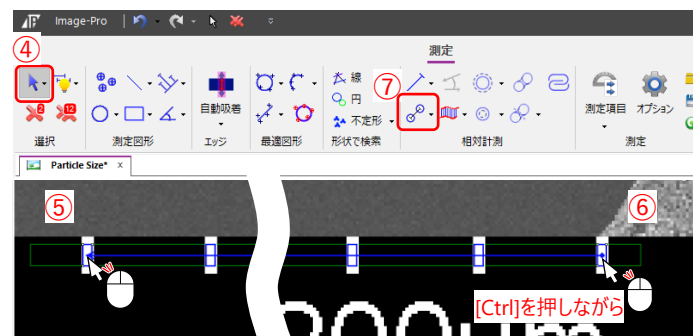 Image-Pro
④
測定
⑦
線
円
不定形
自動吸着
測定項目
オプション
選択
測定図形
エッジ
最適図形
形状で検索
相対計測
測定
Particle Size* x
⑤
⑥
[Ctrl]を押しながら